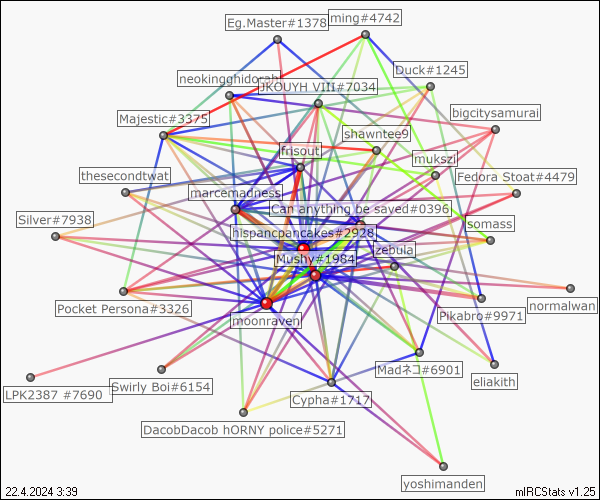 Eg.Master#1378
ming#4742
neokingghidorah
JKOUYH VIII#7034
Duck#1245
Majestic#3375
bigcitysamurai
shawntee9
frisout
mukszi
thesecondtwat
Fedora Stoat#4479
marcemadness
Can anything be saved#0396
Silver#7938
hispancpancakes#2928
somass
zebula
Mushy#1984
Pocket Persona#3326
normalwan
moonraven
Pikabro#9971
Madネコ#6901
eliakith
LPK2387 #7690
Swirly Boi#6154
Cypha#1717
DacobDacob hORNY police#5271
yoshimanden
22.4.2024 3:39
mIRCStats v1.25